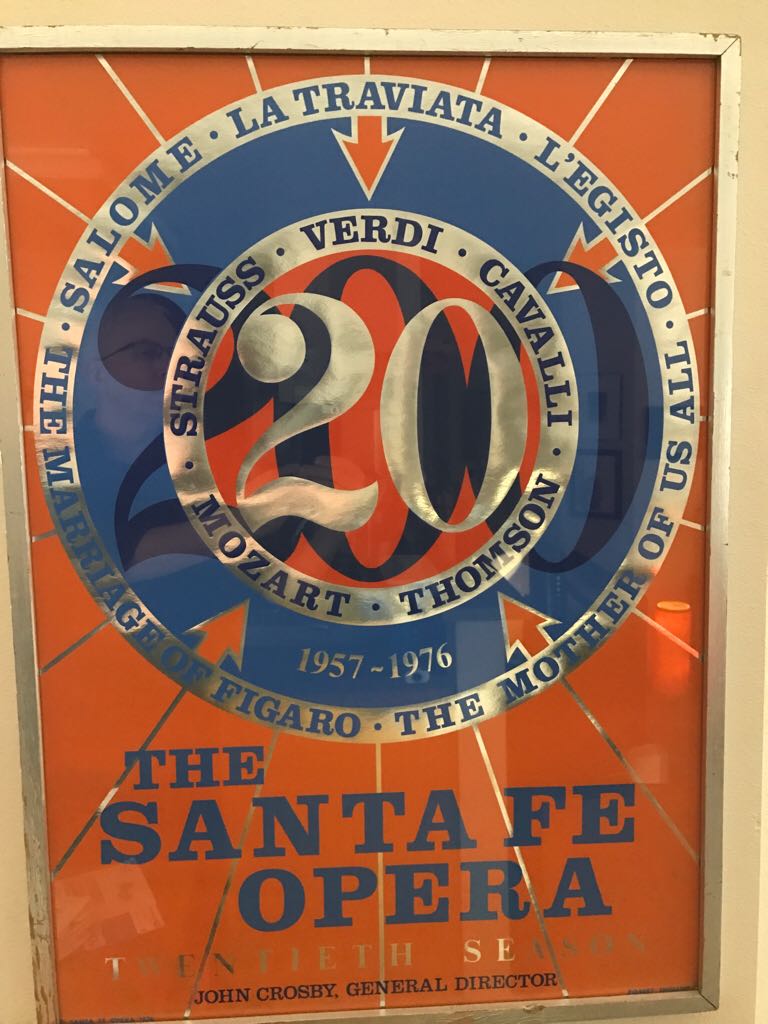 SALOME · LA TRAVIATA · L'EGISTO · THE MOTHER OF US ALL · THE MARRIAGE OF FIGARO ·
STRAUSS · VERDI · CAVALLI · THOMSON · MOZART ·
200
20
1957~1976
THE
SANTA FE
OPERA
TWENTIETH SEASON
JOHN CROSBY, GENERAL DIRECTOR